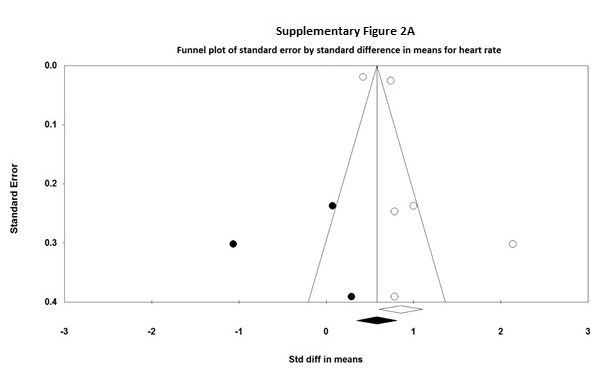 Supplementary Figure 2A
Funnel plot of standard error by standard difference in means for heart rate
0.0
0.1
0.2
0.3
0.4
Standard Error
-3 -2 -1 0 1 2 3
Std diff in means